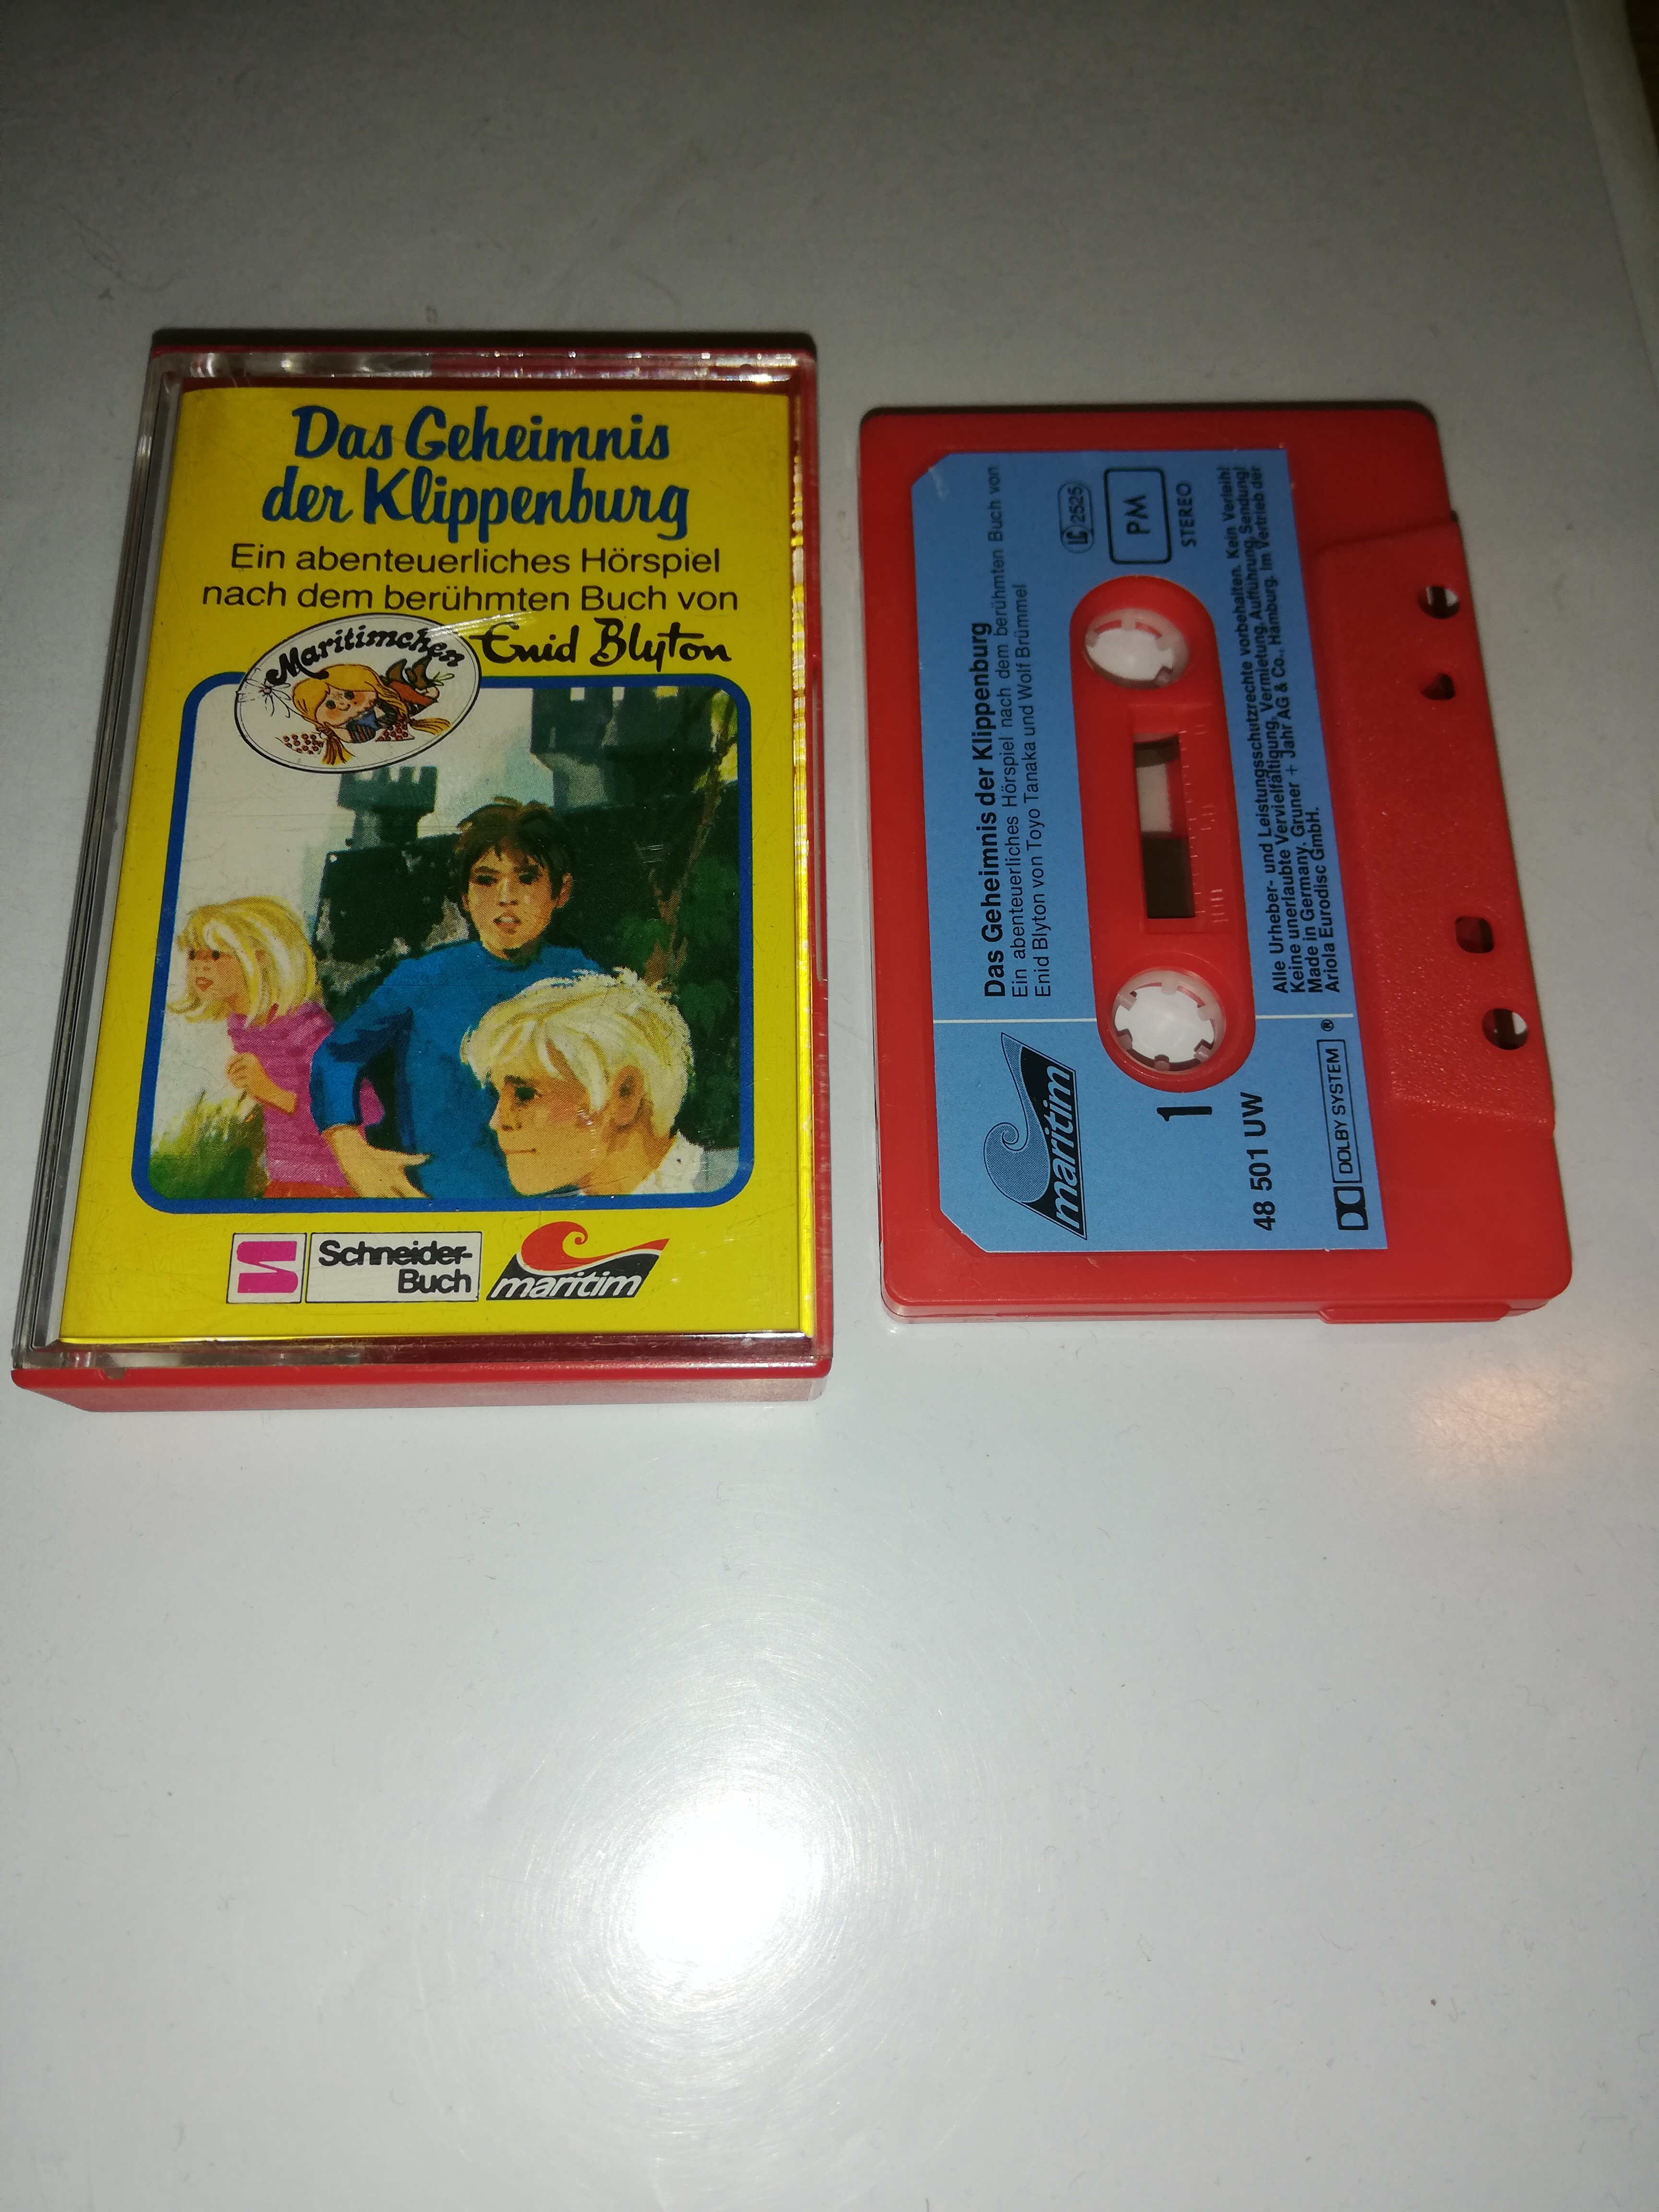 Das Geheimnis
der Klippenburg
Ein abenteuerliches Hörspiel
nach dem berühmten Buch von
Enid Blyton
Maritimchen
Schneider-
Buch
maritim
Das Geheimnis der Klippenburg
Ein abenteuerliches Hörspiel nach dem berühmten Buch von
Enid Blyton von Toyo Tanaka und Wolf Brümmel
LC 2525
PM
STEREO
maritim
1
48 501 UW
DOLBY SYSTEM ®
Alle Urheber- und Leistungsschutzrechte vorbehalten. Kein Verleih!
Keine unerlaubte Vervielfältigung, Vermietung, Aufführung, Sendung!
Made in Germany. Gruner + Jahr AG & Co., Hamburg. Im Vertrieb der
Ariola Eurodisc GmbH.
100
50